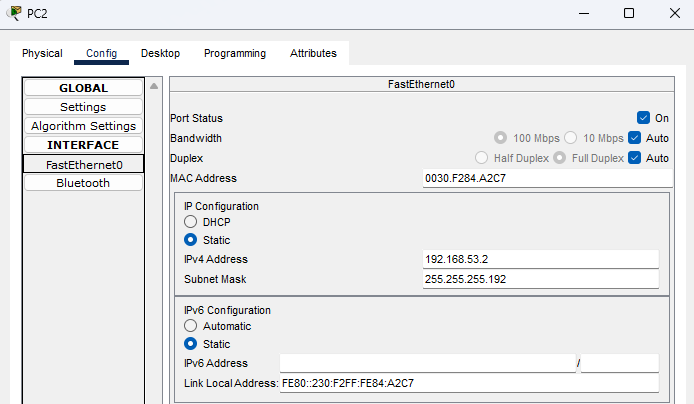 PC2
Physical Config Desktop Programming Attributes
GLOBAL
Settings
Algorithm Settings
INTERFACE
FastEthernet0
Bluetooth
FastEthernet0
Port Status On
Bandwidth 100 Mbps 10 Mbps Auto
Duplex Half Duplex Full Duplex Auto
MAC Address 0030.F284.A2C7
IP Configuration
DHCP
Static
IPv4 Address 192.168.53.2
Subnet Mask 255.255.255.192
IPv6 Configuration
Automatic
Static
IPv6 Address /
Link Local Address: FE80::230:F2FF:FE84:A2C7